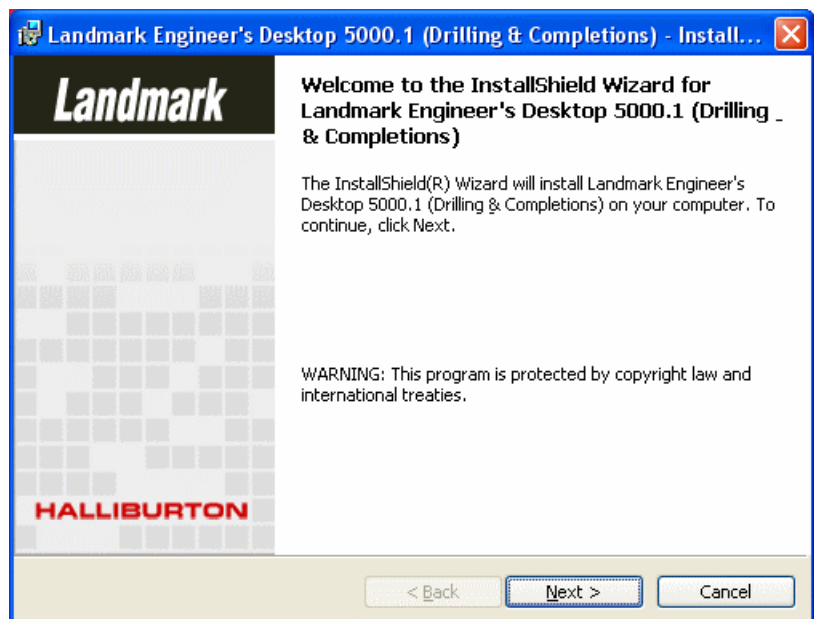 Landmark Engineer's Desktop 5000.1 (Drilling & Completions) - Install...
Landmark
Welcome to the InstallShield Wizard for
Landmark Engineer's Desktop 5000.1 (Drilling _
& Completions)
The InstallShield(R) Wizard will install Landmark Engineer's
Desktop 5000.1 (Drilling & Completions) on your computer. To
continue, click Next.
WARNING: This program is protected by copyright law and
international treaties.
HALLIBURTON
< Back
Next >
Cancel